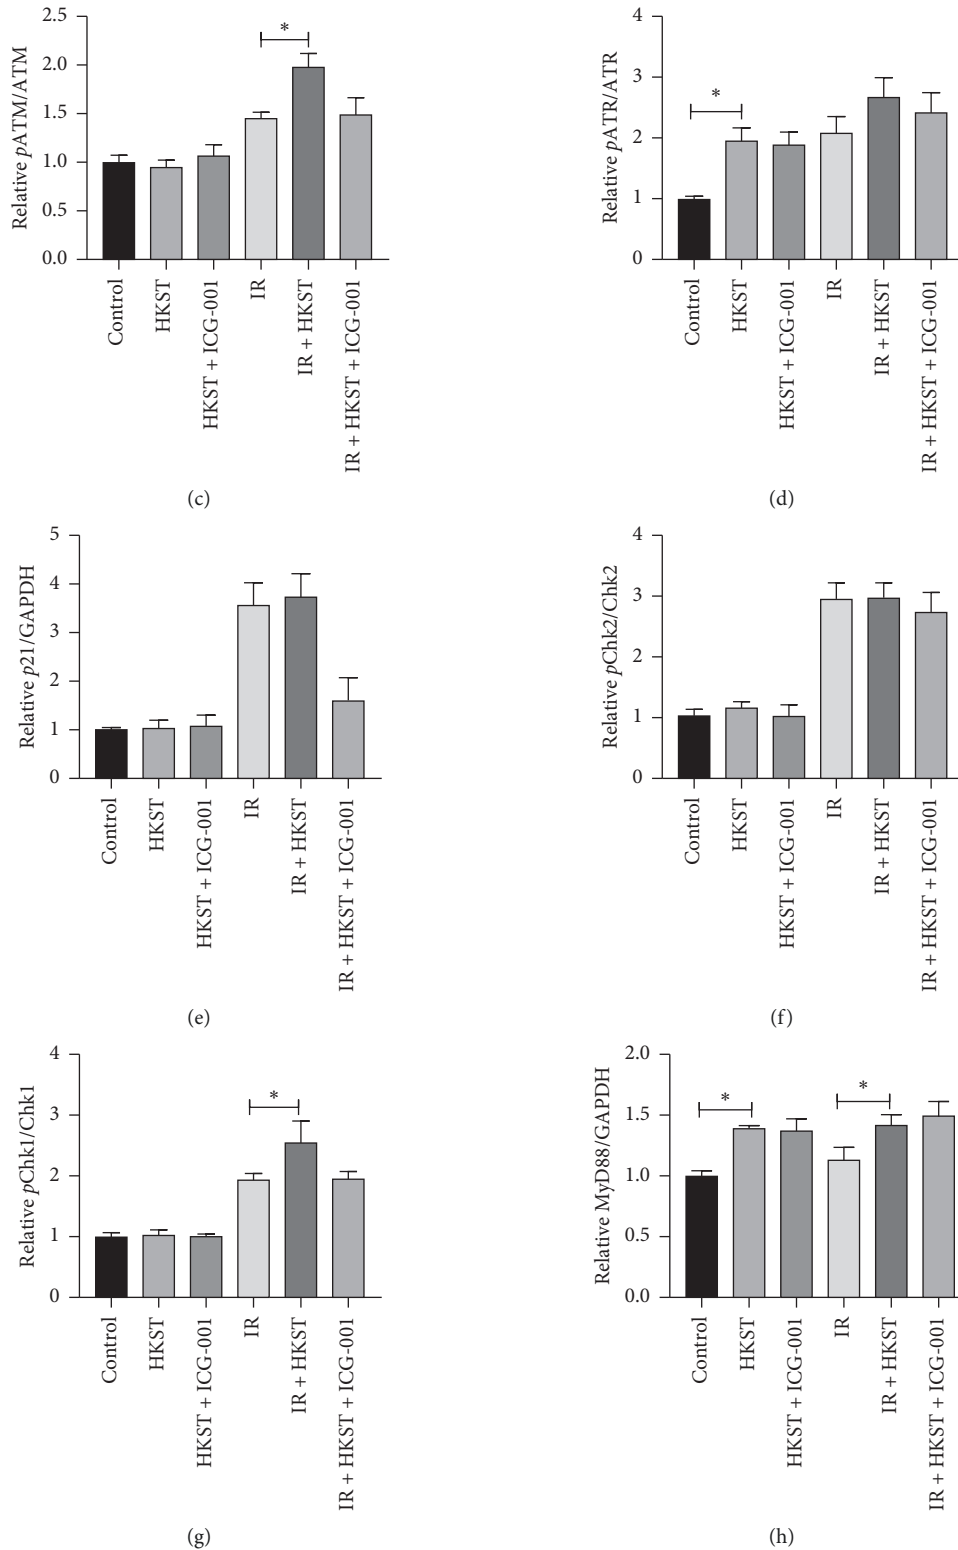 Relative pATM/ATM
2.5
2.0
1.5
1.0
0.5
0.0
*
Control
HKST
HKST + ICG-001
IR
IR + HKST
IR + HKST + ICG-001
(c)
Relative pATR/ATR
4
3
2
1
0
*
Control
HKST
HKST + ICG-001
IR
IR + HKST
IR + HKST + ICG-001
(d)
Relative p21/GAPDH
5
4
3
2
1
0
Control
HKST
HKST + ICG-001
IR
IR + HKST
IR + HKST + ICG-001
(e)
Relative pChk2/Chk2
4
3
2
1
0
Control
HKST
HKST + ICG-001
IR
IR + HKST
IR + HKST + ICG-001
(f)
Relative pChk1/Chk1
4
3
2
1
0
*
Control
HKST
HKST + ICG-001
IR
IR + HKST
IR + HKST + ICG-001
(g)
Relative MyD88/GAPDH
2.0
1.5
1.0
0.5
0.0
*
*
Control
HKST
HKST + ICG-001
IR
IR + HKST
IR + HKST + ICG-001
(h)